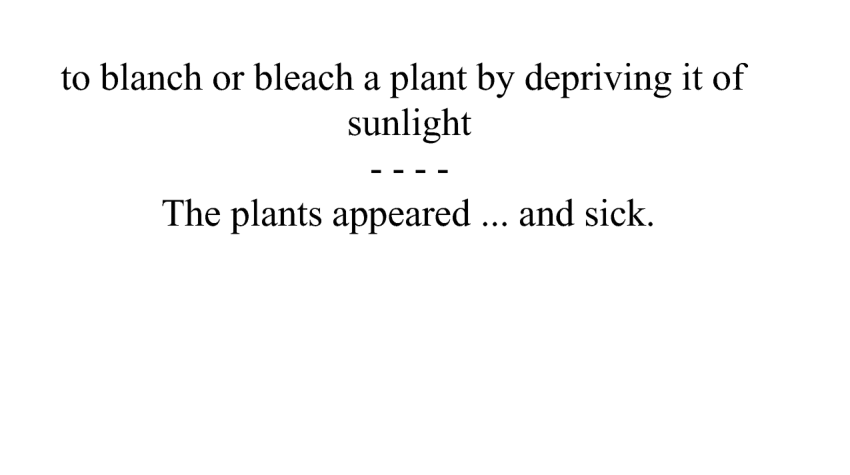 to blanch or bleach a plant by depriving it of
sunlight
- - - -
The plants appeared ... and sick.